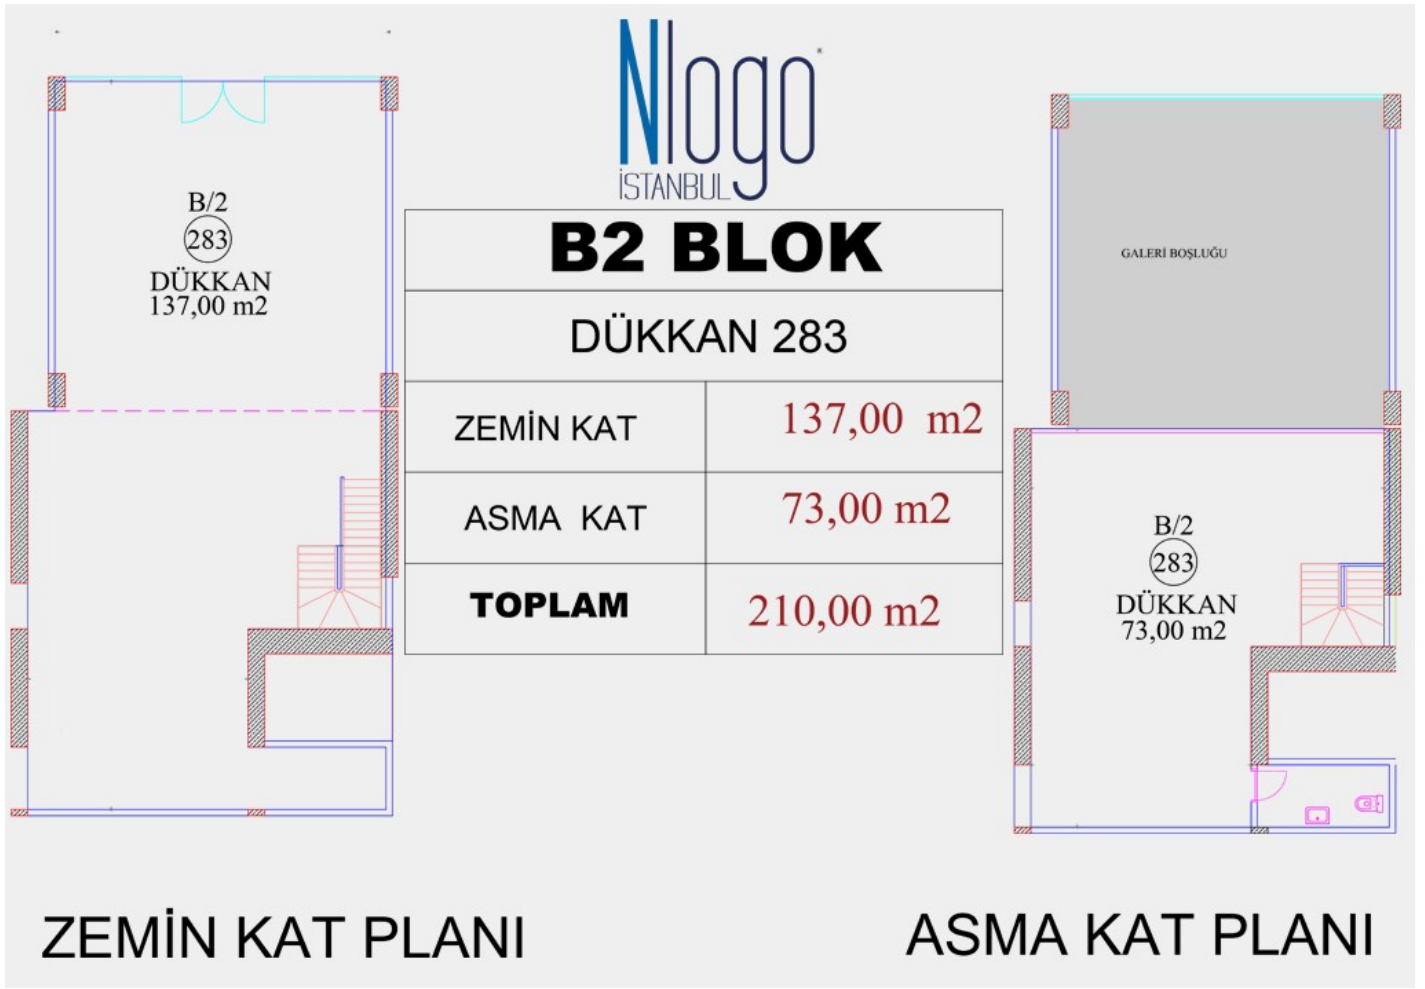 Nlogo
İSTANBUL
B2 BLOK
DÜKKAN 283
ZEMİN KAT 137,00 m2
ASMA KAT 73,00 m2
TOPLAM 210,00 m2
B/2
283
DÜKKAN
137,00 m2
ZEMİN KAT PLANI
GALERİ BOŞLUĞU
B/2
283
DÜKKAN
73,00 m2
ASMA KAT PLANI